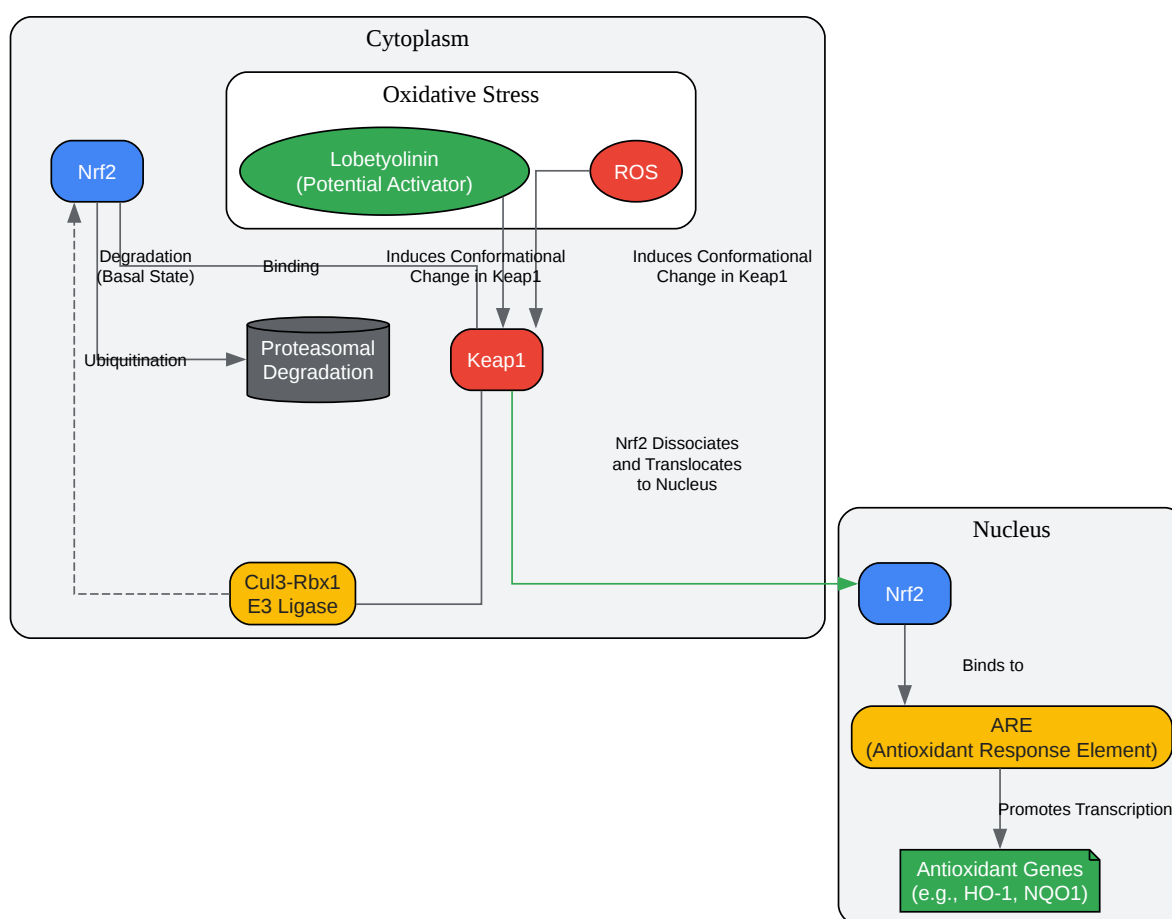 Cytoplasm
Oxidative Stress
Nrf2
Lobetyolinin
(Potential Activator)
ROS
Degradation
(Basal State)
Binding
Induces Conformational
Change in Keap1
Induces Conformational
Change in Keap1
Ubiquitination
Proteasomal
Degradation
Keap1
Nrf2 Dissociates
and Translocates
to Nucleus
Cul3-Rbx1
E3 Ligase
Nucleus
Nrf2
Binds to
ARE
(Antioxidant Response Element)
Promotes Transcription
Antioxidant Genes
(e.g., HO-1, NQO1)